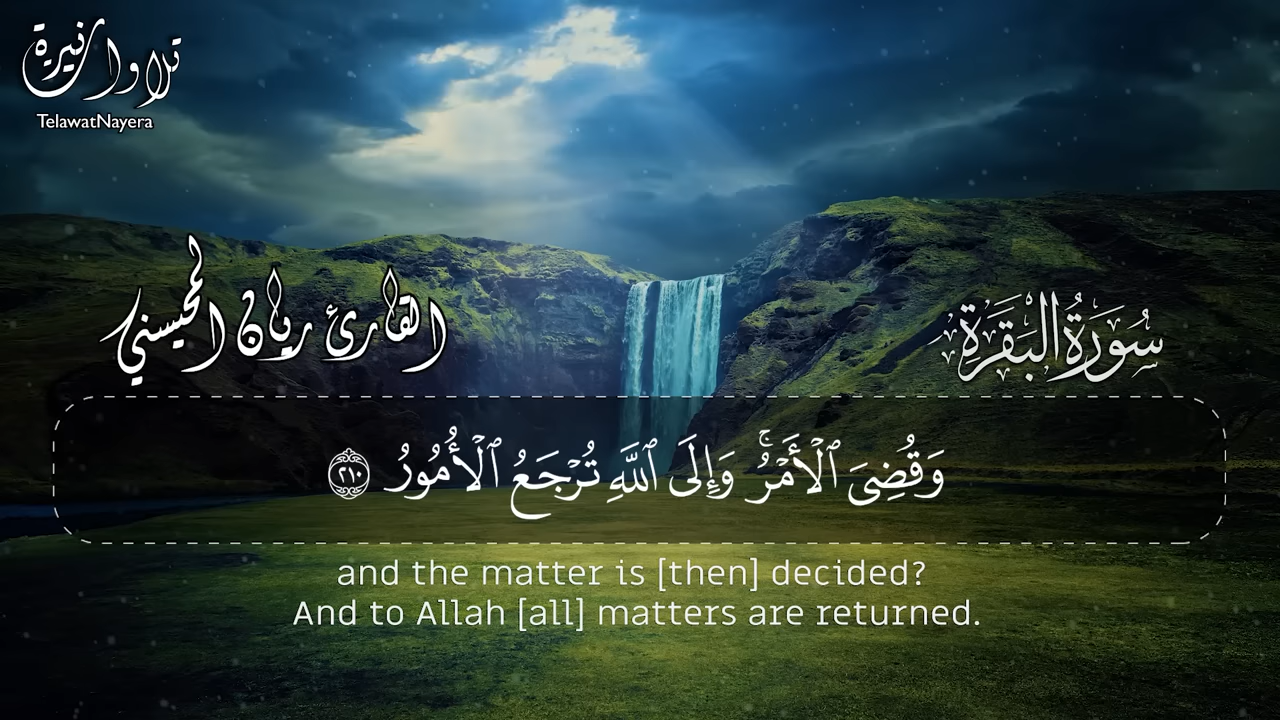 تلاوات نيرة
TelawatNayera
سُورَةُ البَقَرَةِ
القارئ ريان المحيسني
وَقُضِىَ ٱلْأَمْرُ ۚ وَإِلَى ٱللَّهِ تُرْجَعُ ٱلْأُمُورُ ٢١٠
and the matter is [then] decided?
And to Allah [all] matters are returned.